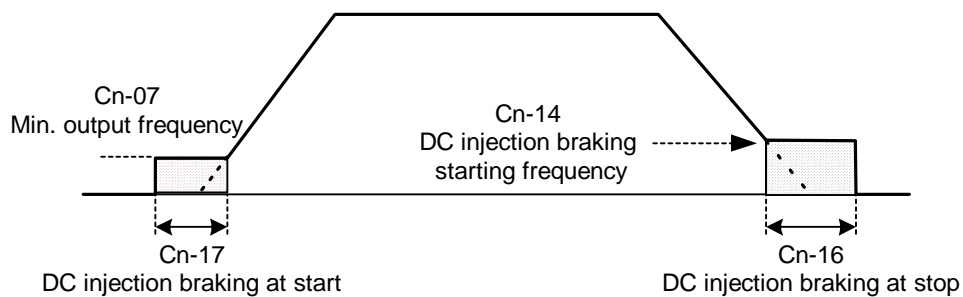 Cn-07
Min. output frequency
Cn-14
DC injection braking
starting frequency
Cn-17
DC injection braking at start
Cn-16
DC injection braking at stop